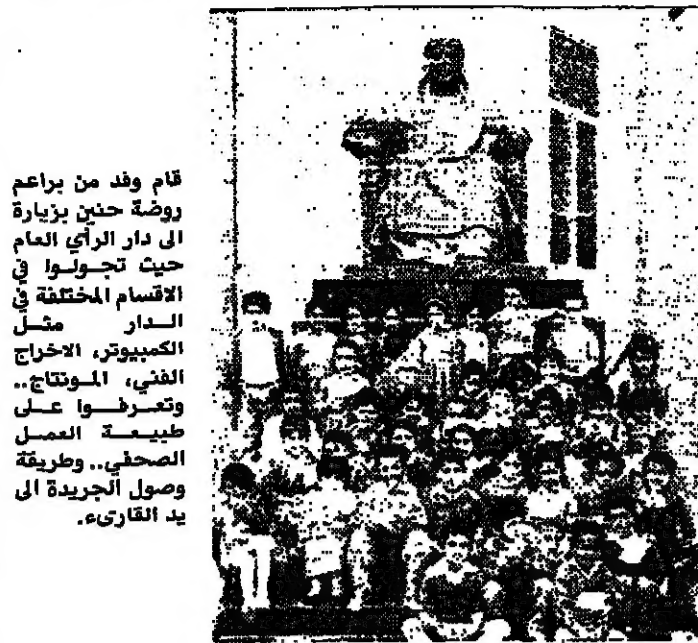 قام وفد من براعم
روضة حنين بزيارة
الى دار الرأي العام
حيث تجولوا في
الاقسام المختلفة في
الدار مثل
الكمبيوتر، الاخراج
الفني، المونتاج..
وتعرفوا على
طبيعة العمل
الصحفي.. وطريقة
وصول الجريدة الى
يد القارىء.